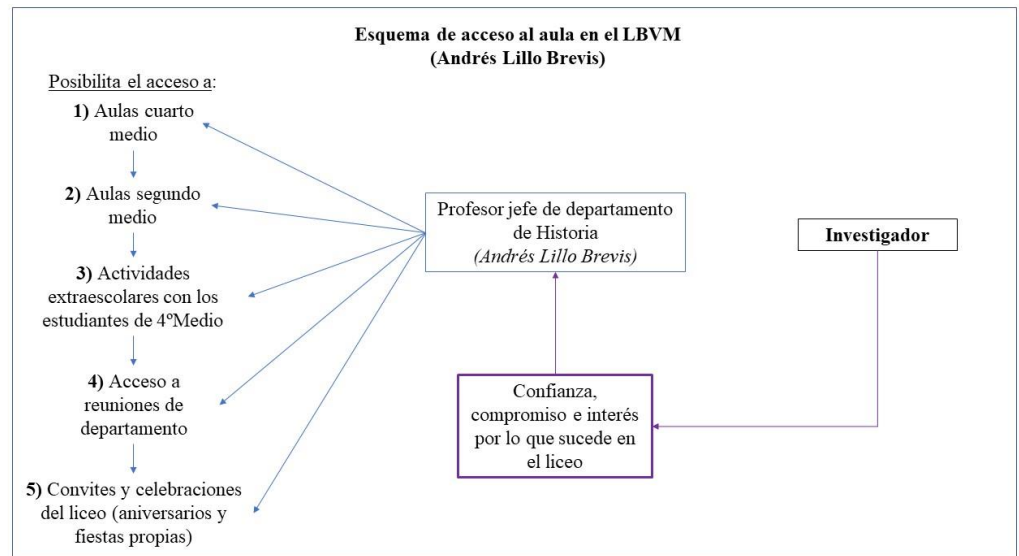 Esquema de acceso al aula en el LBVM
(Andrés Lillo Brevis)
Posibilita el acceso a:
1) Aulas cuarto
medio
2) Aulas segundo
medio
3) Actividades
extraescolares con los
estudiantes de 4ºMedio
4) Acceso a
reuniones de
departamento
5) Convites y celebraciones
del liceo (aniversarios y
fiestas propias)
Profesor jefe de departamento
de Historia
(Andrés Lillo Brevis)
Confianza,
compromiso e interés
por lo que sucede en
el liceo
Investigador